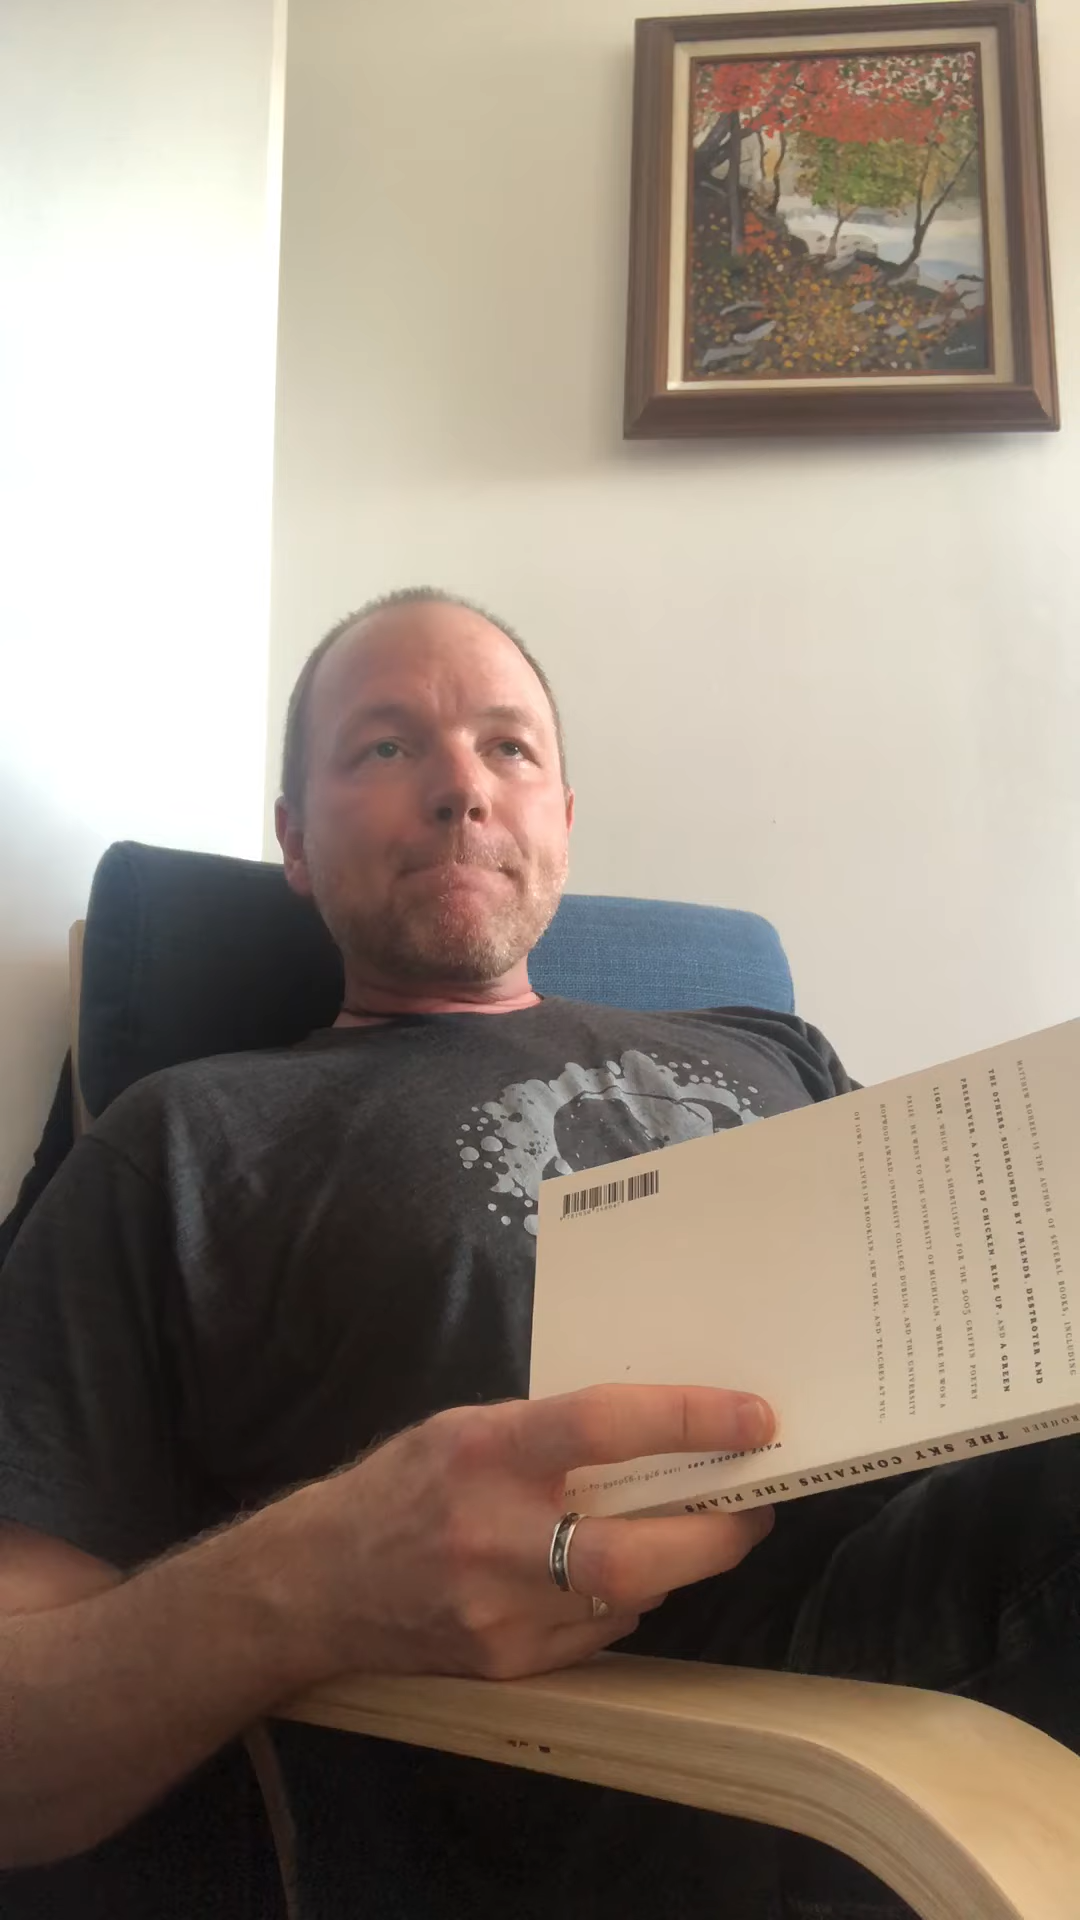 MATTHEW ROHRER IS THE AUTHOR OF SEVERAL BOOKS, INCLUDING
THE OTHERS, SURROUNDED BY FRIENDS, DESTROYER AND
PRESERVER, A PLATE OF CHICKEN, RISE UP, AND A GREEN
LIGHT, WHICH WAS SHORTLISTED FOR THE 2005 GRIFFIN POETRY
PRIZE. HE WENT TO THE UNIVERSITY OF MICHIGAN, WHERE HE WON A
HOPWOOD AWARD, UNIVERSITY COLLEGE DUBLIN, AND THE UNIVERSITY
OF IOWA. HE LIVES IN BROOKLYN, NEW YORK, AND TEACHES AT NYU.
WAVE BOOKS
ROHRER THE SKY CONTAINS THE PLANS